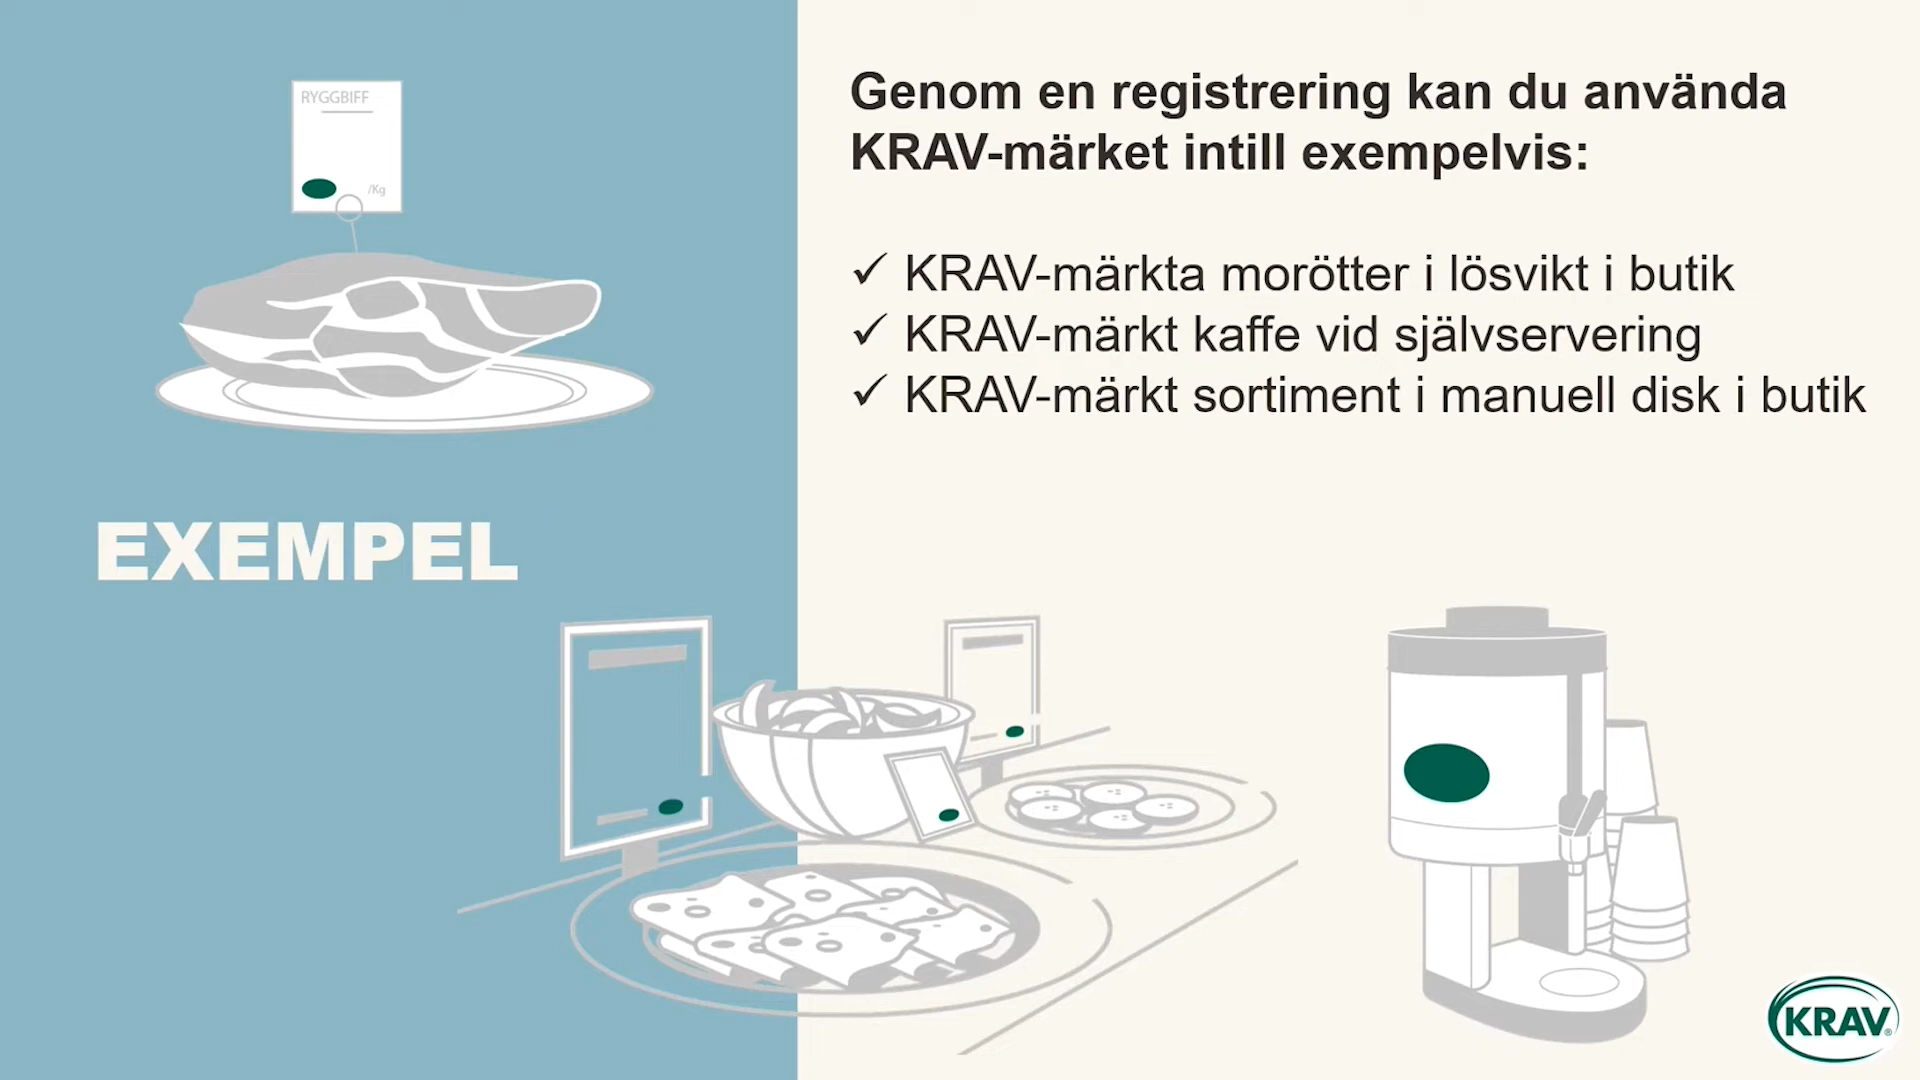 RYGGBIFF
/Kg
EXEMPEL
Genom en registrering kan du använda
KRAV-märket intill exempelvis:
✓ KRAV-märkta morötter i lösvikt i butik
✓ KRAV-märkt kaffe vid självservering
✓ KRAV-märkt sortiment i manuell disk i butik
KRAV®